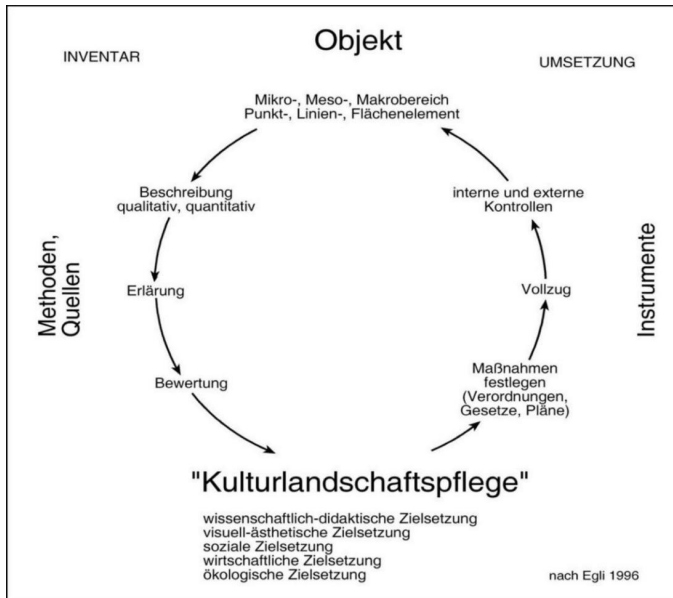 Objekt
INVENTAR
UMSETZUNG
Mikro-, Meso-, Makrobereich
Punkt-, Linien-, Flächenelement
Beschreibung
qualitativ, quantitativ
Erlärung
Bewertung
Methoden,
Quellen
"Kulturlandschaftspflege"
wissenschaftlich-didaktische Zielsetzung
visuell-ästhetische Zielsetzung
soziale Zielsetzung
wirtschaftliche Zielsetzung
ökologische Zielsetzung
Maßnahmen
festlegen
(Verordnungen,
Gesetze, Pläne)
Vollzug
interne und externe
Kontrollen
Instrumente
nach Egli 1996